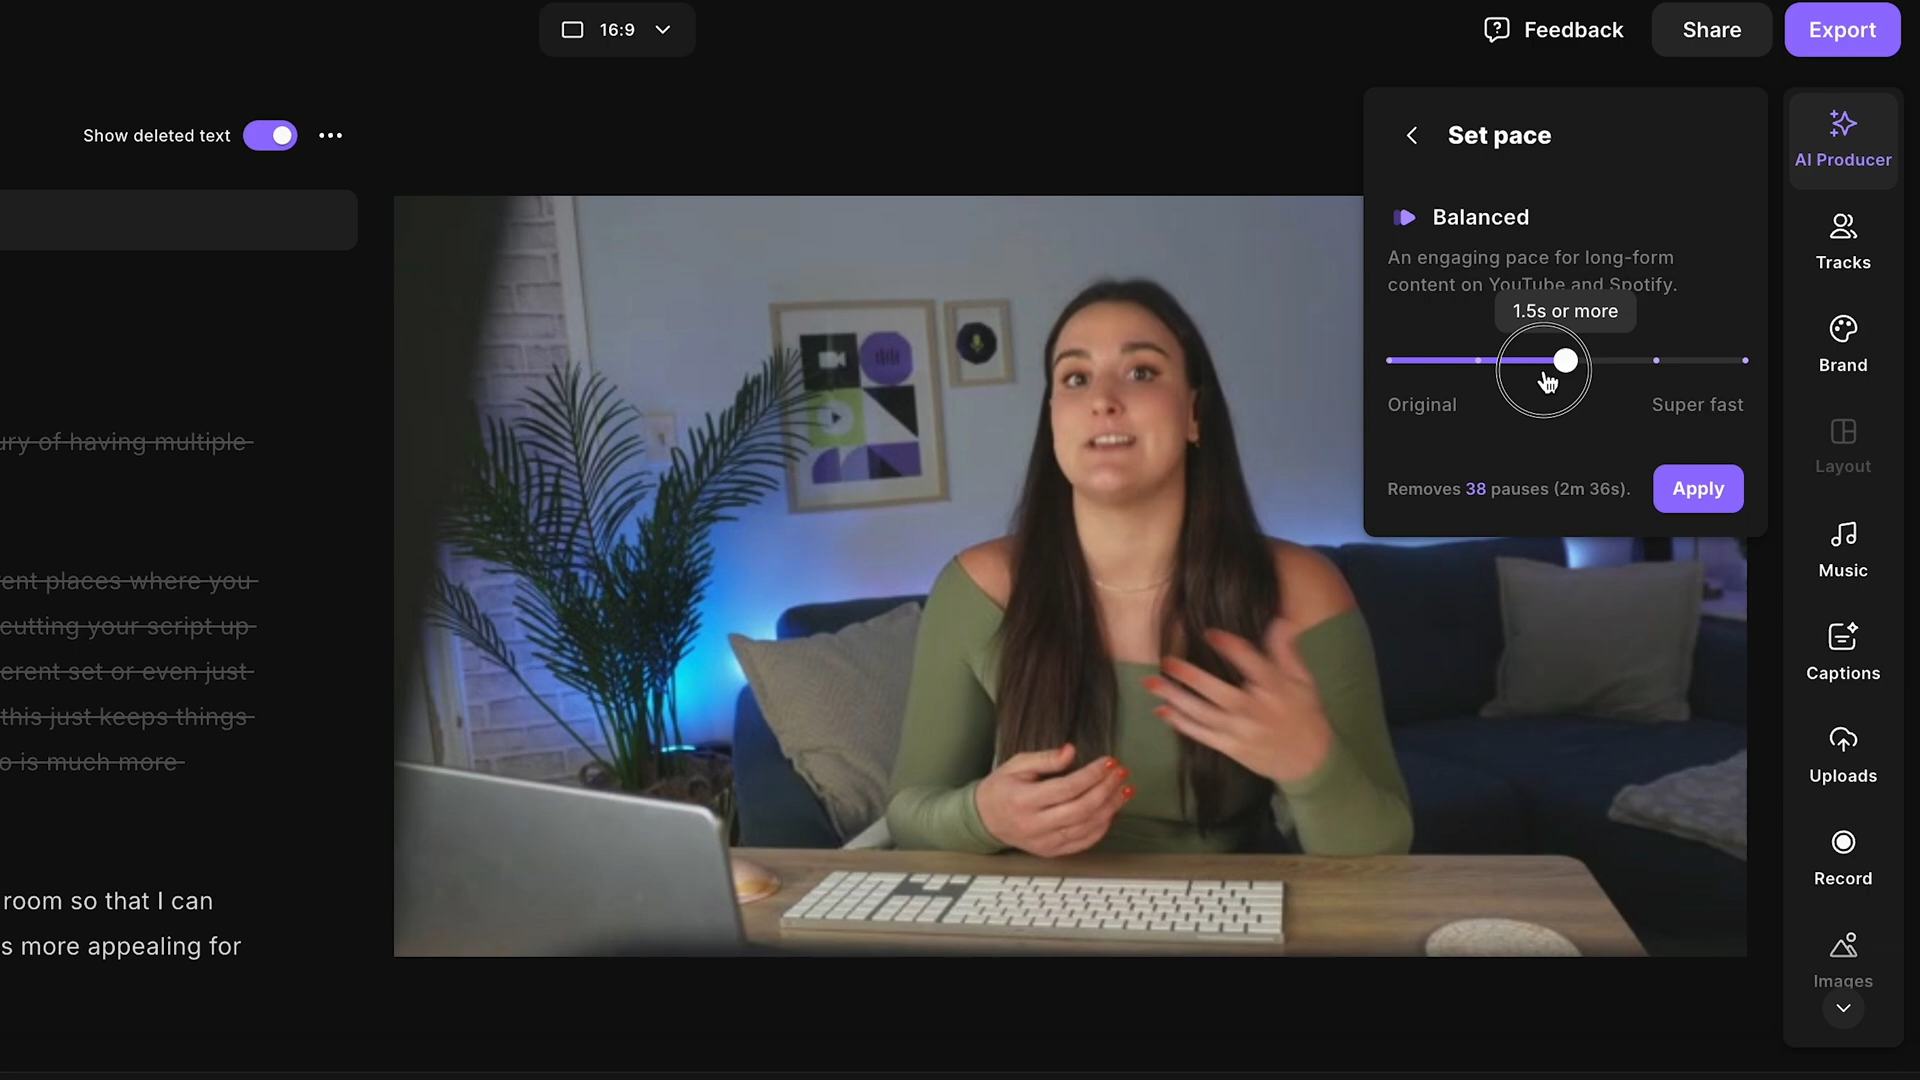 16:9
Feedback
Share
Export
Show deleted text
ury of having multiple
ent places where you
cutting your script up
erent set or even just
this just keeps things
o is much more
room so that I can
s more appealing for
Set pace
Balanced
An engaging pace for long-form
content on YouTube and Spotify.
1.5s or more
Original
Super fast
Removes 38 pauses (2m 36s).
Apply
AI Producer
Tracks
Brand
Layout
Music
Captions
Uploads
Record
Images